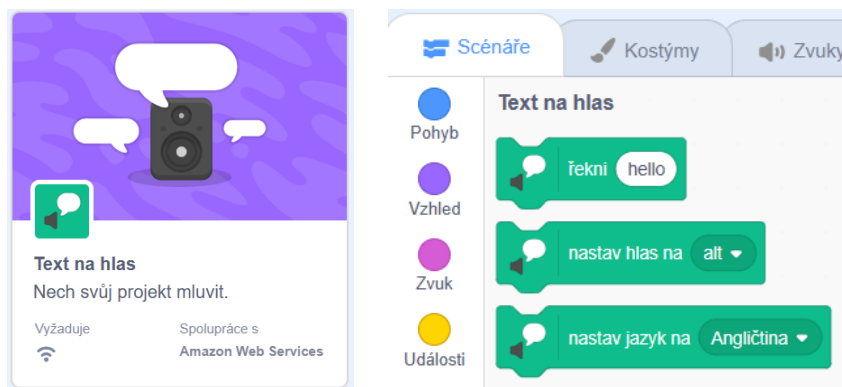 Text na hlas
Nech svůj projekt mluvit.
Vyžaduje
Spolupráce s
Amazon Web Services
Scénáře
Kostýmy
Zvuky
Pohyb
Vzhled
Zvuk
Události
Text na hlas
řekni hello
nastav hlas na alt
nastav jazyk na Angličtina